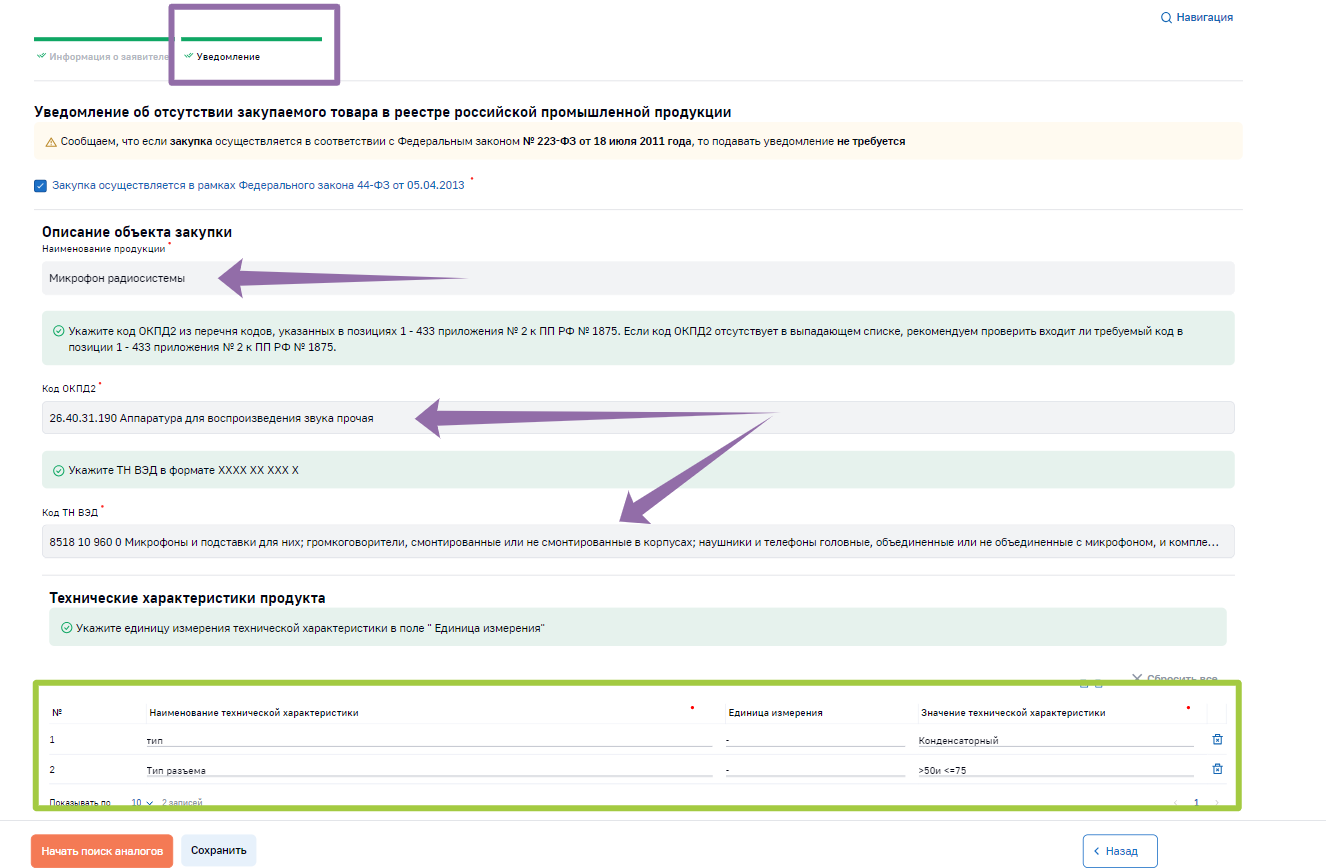 Навигация
Информация о заявителе
Уведомление
Уведомление об отсутствии закупаемого товара в реестре российской промышленной продукции
Сообщаем, что если закупка осуществляется в соответствии с Федеральным законом № 223-ФЗ от 18 июля 2011 года, то подавать уведомление не требуется
Закупка осуществляется в рамках Федерального закона 44-ФЗ от 05.04.2013 *
Описание объекта закупки
Наименование продукции *
Микрофон радиосистемы
Укажите код ОКПД2 из перечня кодов, указанных в позициях 1 - 433 приложения № 2 к ПП РФ № 1875. Если код ОКПД2 отсутствует в выпадающем списке, рекомендуем проверить входит ли требуемый код в
позиции 1 - 433 приложения № 2 к ПП РФ № 1875.
Код ОКПД2 *
26.40.31.190 Аппаратура для воспроизведения звука прочая
Укажите ТН ВЭД в формате XXXX XX XXX X
Код ТН ВЭД *
8518 10 960 0 Микрофоны и подставки для них; громкоговорители, смонтированные или не смонтированные в корпусах; наушники и телефоны головные, объединенные или не объединенные с микрофоном, и компле...
Технические характеристики продукта
Укажите единицу измерения технической характеристики в поле " Единица измерения"
Сбросить все
№ Наименование технической характеристики * Единица измерения Значение технической характеристики *
1 тип - Конденсаторный
2 Тип разъема - >50и <=75
Показывать по 10 2 записей 1
Начать поиск аналогов
Сохранить
Назад